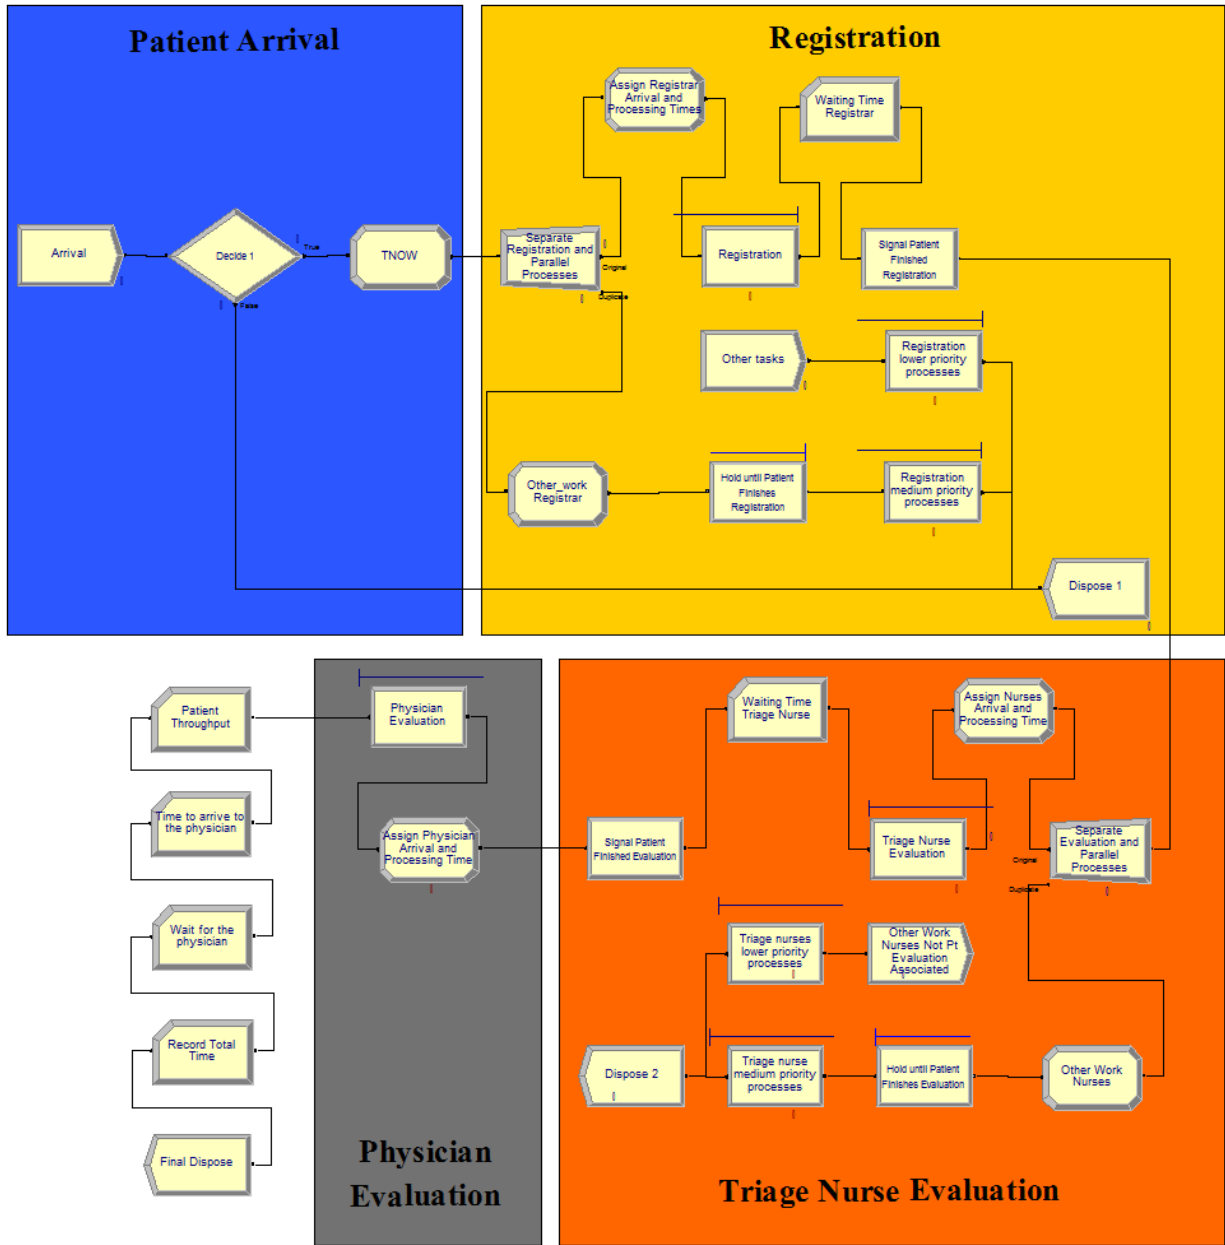 Patient Arrival
Registration
Assign Registrar
Arrival and
Processing Times
Waiting Time
Registrar
Arrival
Decide 1
True
False
TNOW
Separate
Registration and
Parallel
Processes
Original
Duplicate
Registration
Signal Patient
Finished
Registration
Other tasks
Registration
lower priority
processes
Other_work
Registrar
Hold until Patient
Finishes
Registration
Registration
medium priority
processes
Dispose 1
Patient
Throughput
Physician
Evaluation
Waiting Time
Triage Nurse
Assign Nurses
Arrival and
Processing Time
Time to arrive to
the physician
Assign Physician
Arrival and
Processing Time
Signal Patient
Finished Evaluation
Triage Nurse
Evaluation
Separate
Evaluation and
Parallel
Processes
Original
Duplicate
Wait for the
physician
Triage nurses
lower priority
processes
Other Work
Nurses Not Pt
Evaluation
Associated
Record Total
Time
Dispose 2
Triage nurse
medium priority
processes
Hold until Patient
Finishes Evaluation
Other Work
Nurses
Final Dispose
Physician
Evaluation
Triage Nurse Evaluation